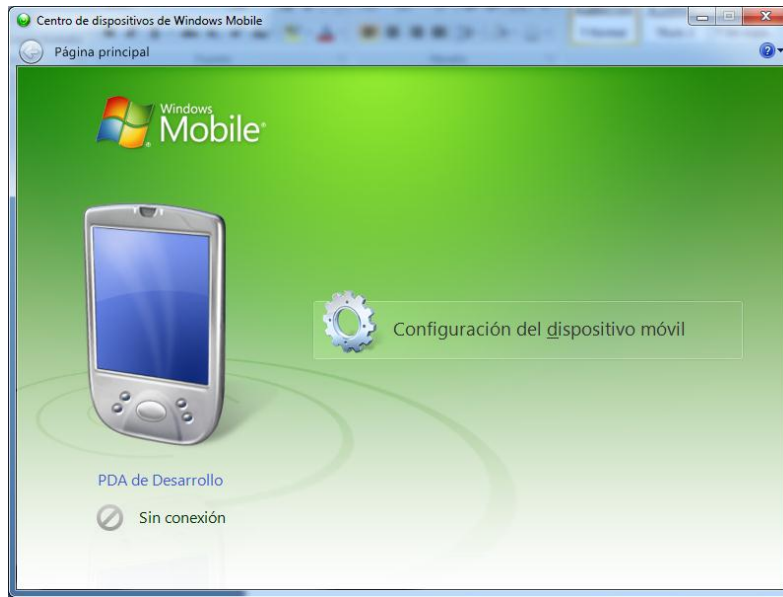 Centro de dispositivos de Windows Mobile
Página principal
Windows
Mobile®
Configuración del dispositivo móvil
PDA de Desarrollo
Sin conexión